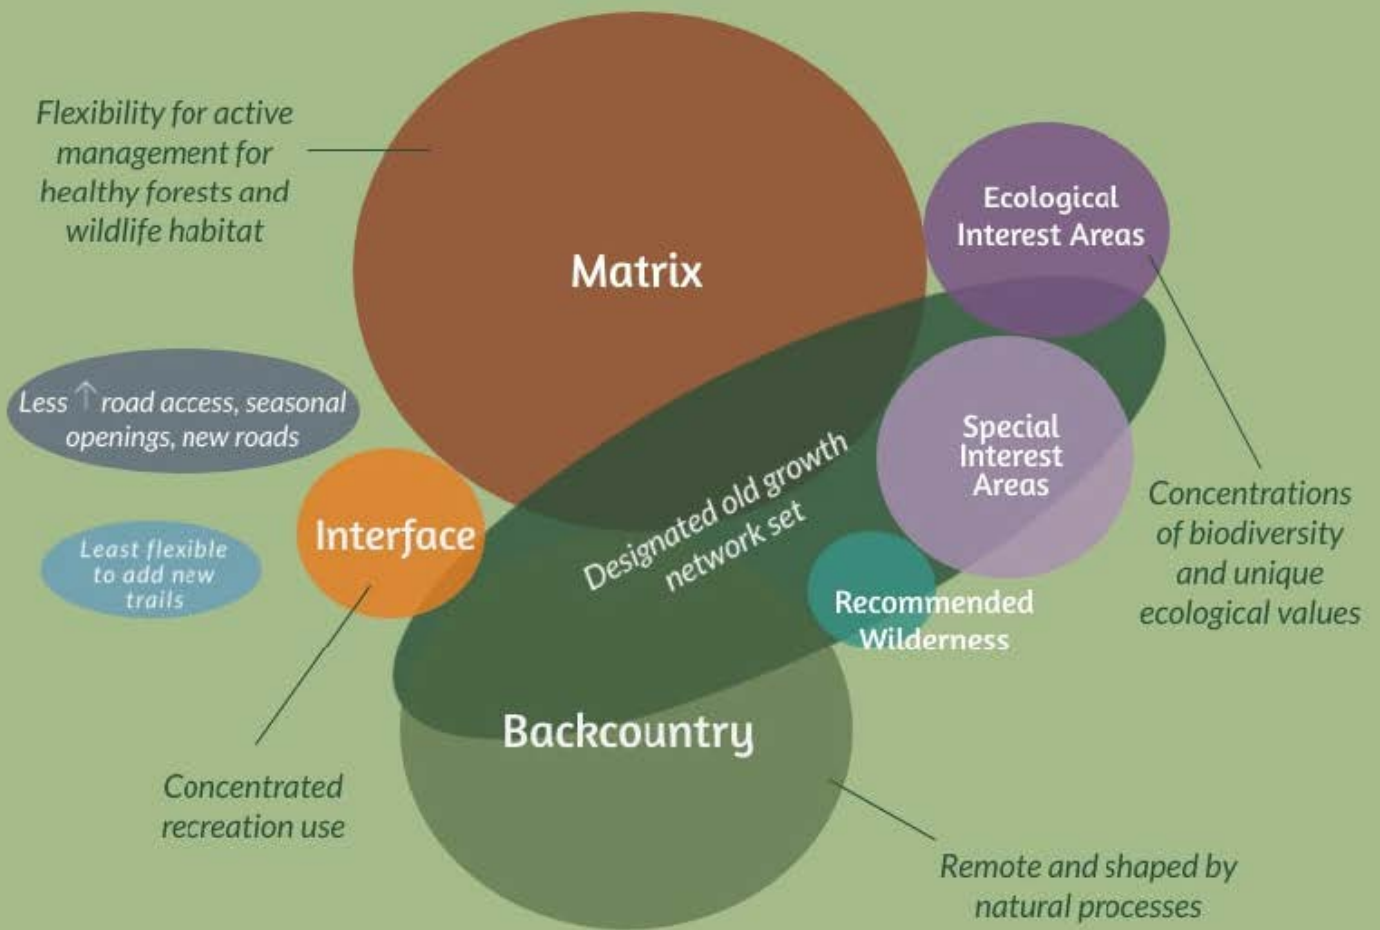 Flexibility for active
management for
healthy forests and
wildlife habitat
Matrix
Ecological
Interest Areas
Less ↑ road access, seasonal
openings, new roads
Special
Interest
Areas
Designated old growth
network set
Interface
Least flexible
to add new
trails
Concentrations
of biodiversity
and unique
ecological values
Recommended
Wilderness
Backcountry
Concentrated
recreation use
Remote and shaped by
natural processes